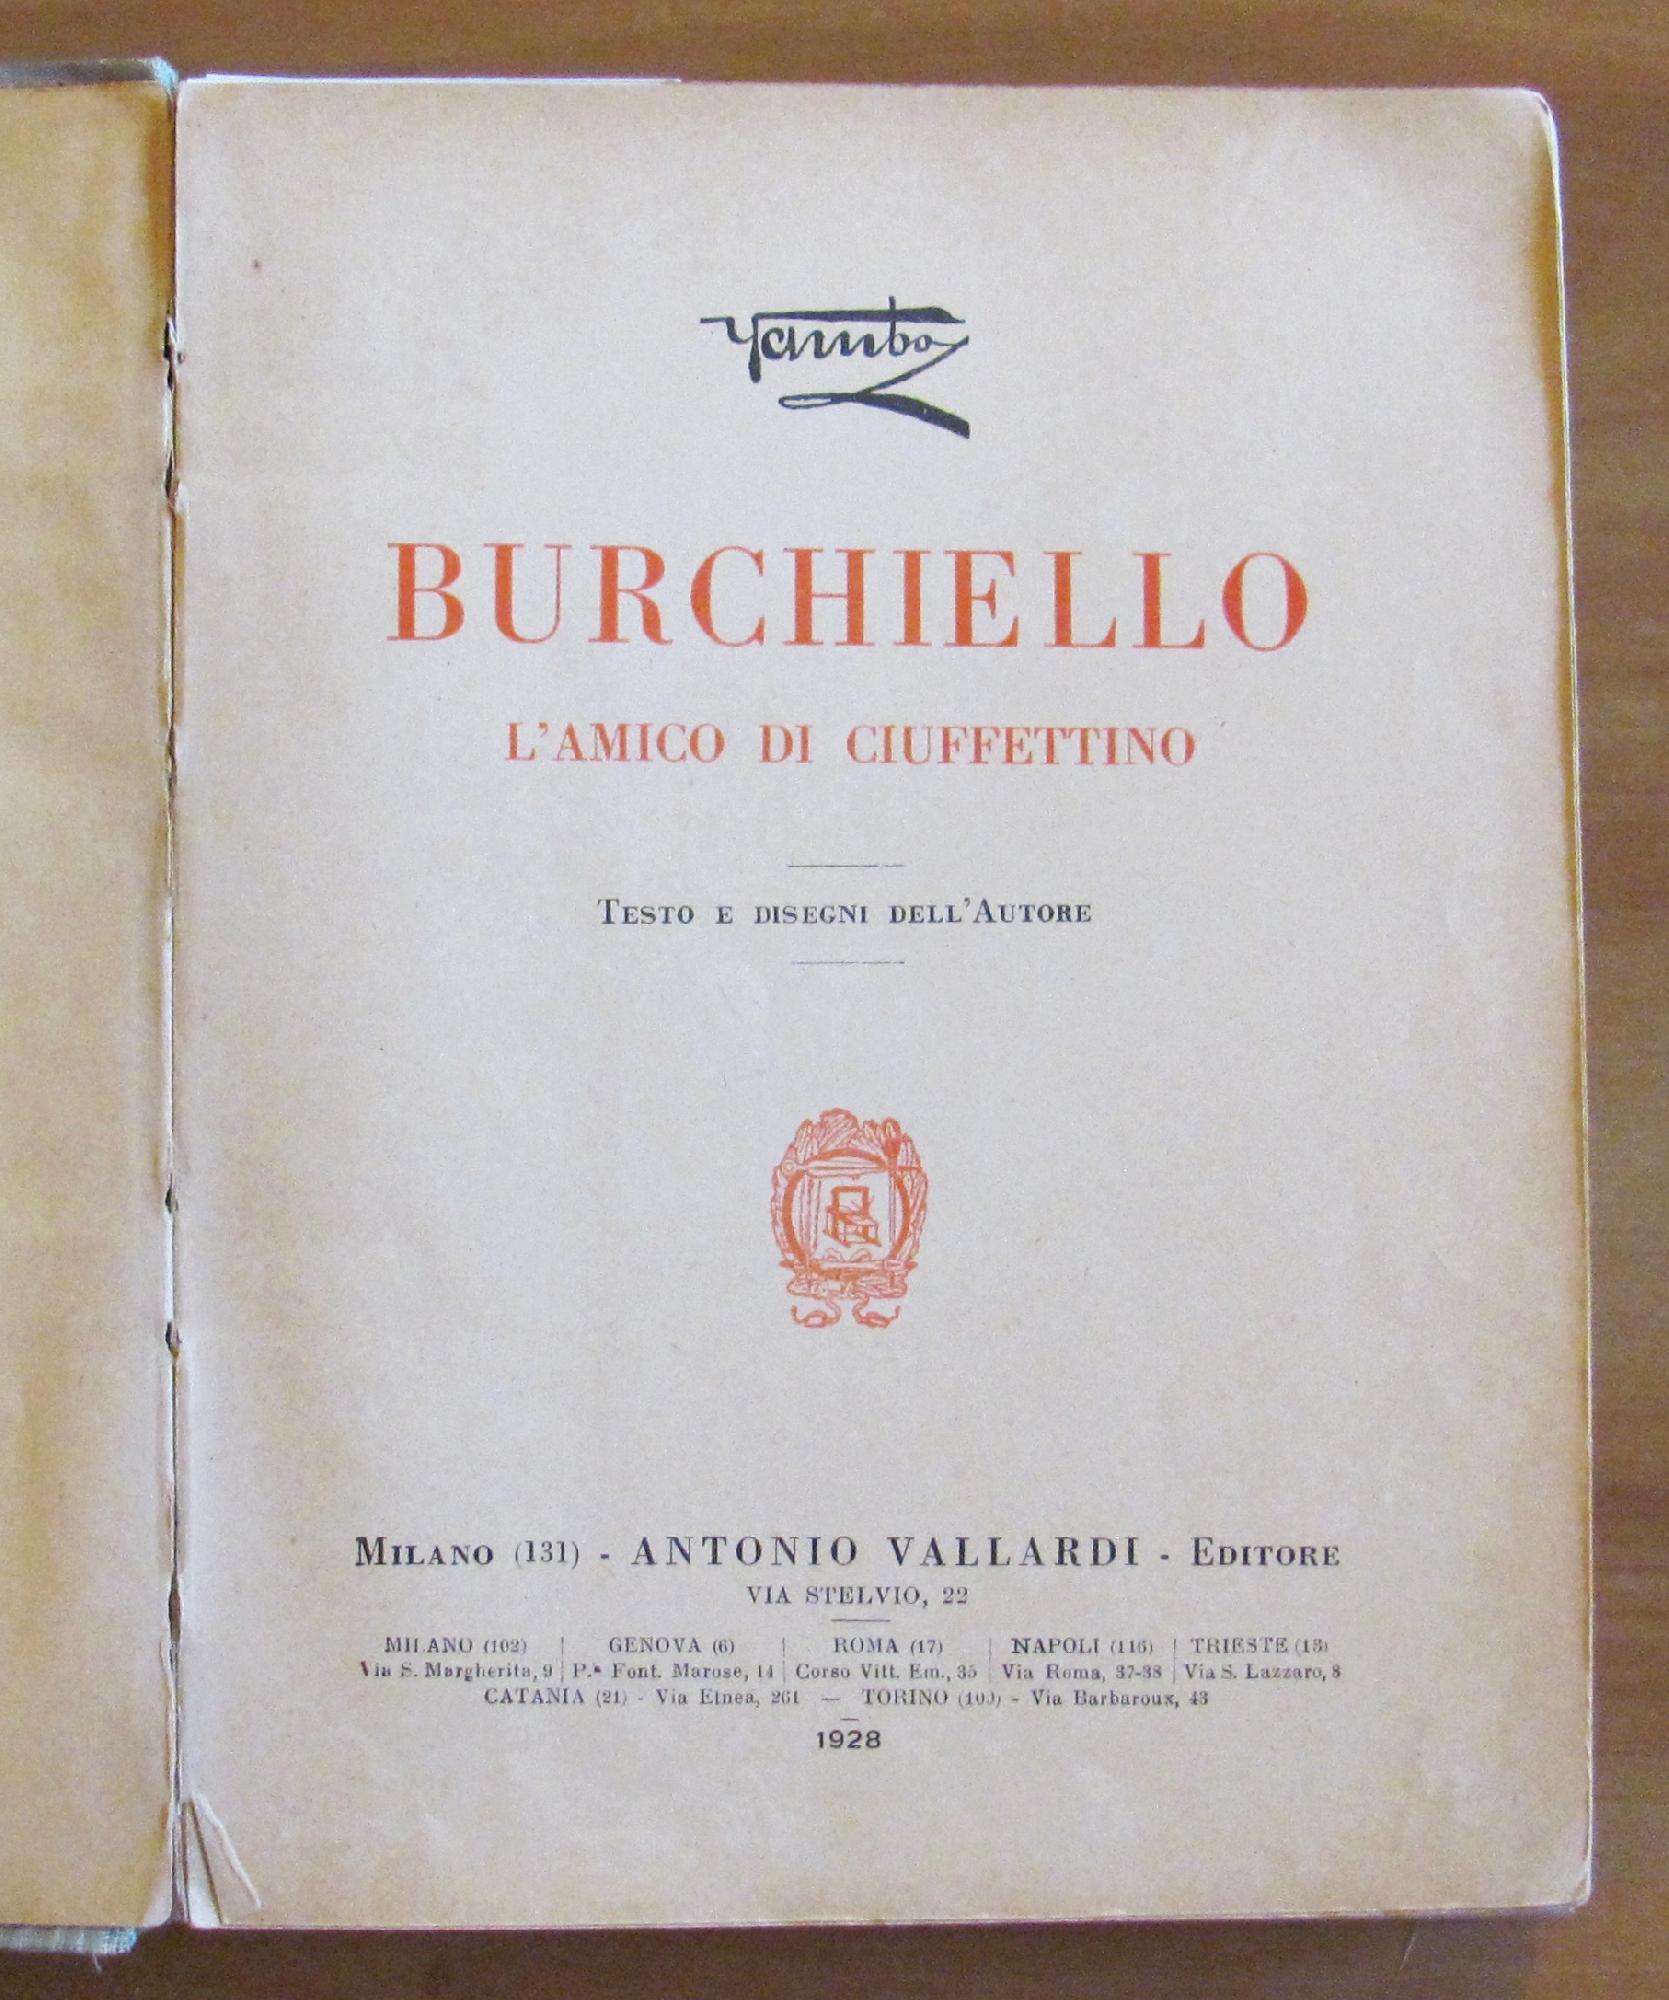 Yambo
BURCHIELLO
L'AMICO DI CIUFFETTINO
TESTO E DISEGNI DELL'AUTORE
MILANO (131) - ANTONIO VALLARDI - EDITORE
VIA STELVIO, 22
MILANO (102) | GENOVA (6) | ROMA (17) | NAPOLI (116) | TRIESTE (18)
Via S. Margherita, 9 | P.a Font. Marose, 14 | Corso Vitt. Em., 35 | Via Roma, 37-38 | Via S. Lazzaro, 8
CATANIA (21) - Via Etnea, 261 — TORINO - Via Barbaroux, 43
1928